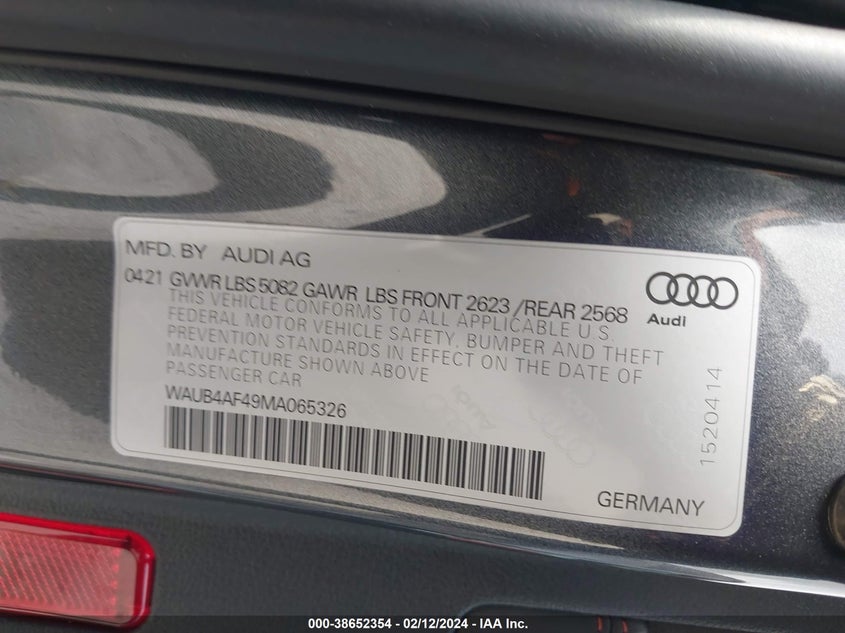 MFD. BY AUDI AG
0421 GVWR LBS 5082 GAWR LBS FRONT 2623 /REAR 2568
THIS VEHICLE CONFORMS TO ALL APPLICABLE U.S.
FEDERAL MOTOR VEHICLE SAFETY, BUMPER AND THEFT
PREVENTION STANDARDS IN EFFECT ON THE DATE OF
MANUFACTURE SHOWN ABOVE
PASSENGER CAR
WAUB4AF49MA065326
Audi
1520414
GERMANY
000-38652354 - 02/12/2024 - IAA Inc.